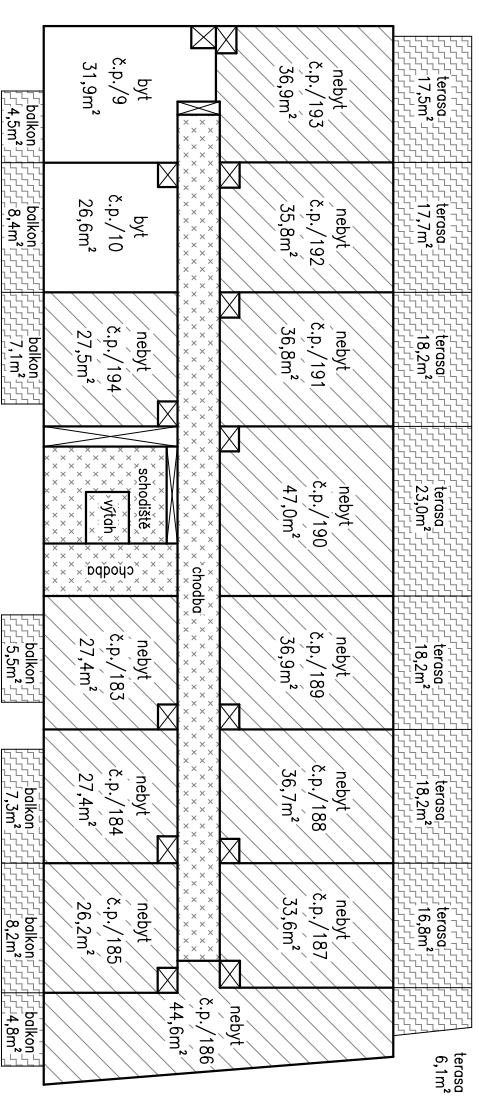 terasa
17,5m²
terasa
17,7m²
terasa
18,2m²
terasa
23,0m²
terasa
18,2m²
terasa
18,2m²
terasa
16,8m²
terasa
6,1m²
nebyt
č.p./193
36,9m²
nebyt
č.p./192
35,8m²
nebyt
č.p./191
36,8m²
nebyt
č.p./190
47,0m²
nebyt
č.p./189
36,9m²
nebyt
č.p./188
36,7m²
nebyt
č.p./187
33,6m²
nebyt
č.p./186
44,6m²
chodba
byt
č.p./9
31,9m²
byt
č.p./10
26,6m²
nebyt
č.p./194
27,5m²
schodiště
výtah
chodba
nebyt
č.p./183
27,4m²
nebyt
č.p./184
27,4m²
nebyt
č.p./185
26,2m²
balkon
4,5m²
balkon
8,4m²
balkon
7,1m²
balkon
5,5m²
balkon
7,3m²
balkon
8,2m²
balkon
4,8m²